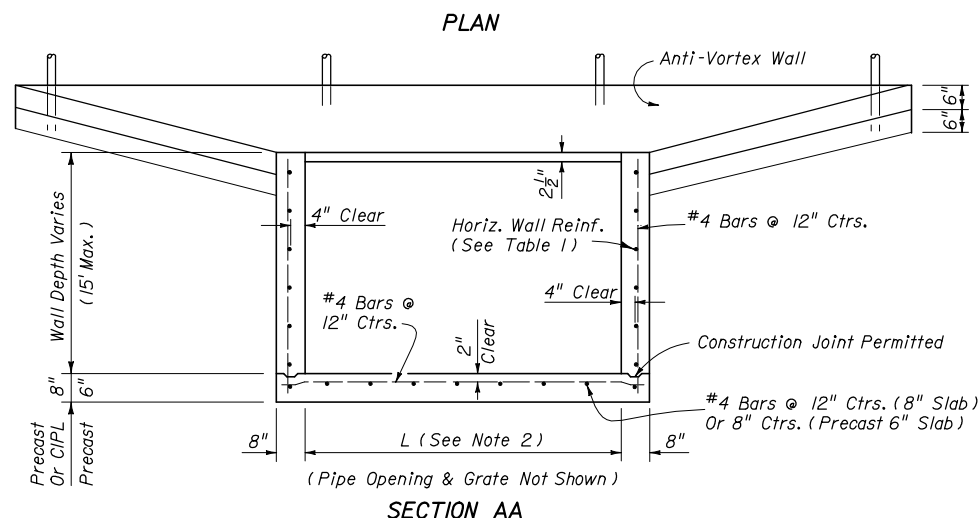 PLAN
Anti-Vortex Wall
6"
6"
2½"
Wall Depth Varies
(15' Max.)
4" Clear
Horiz. Wall Reinf.
(See Table 1)
#4 Bars @ 12" Ctrs.
4" Clear
#4 Bars @
12" Ctrs.
2"
Clear
Construction Joint Permitted
8"
6"
#4 Bars @ 12" Ctrs. (8" Slab)
Or 8" Ctrs. (Precast 6" Slab)
Precast
Or CIPL
Precast
8"
L (See Note 2)
8"
(Pipe Opening & Grate Not Shown)
SECTION AA